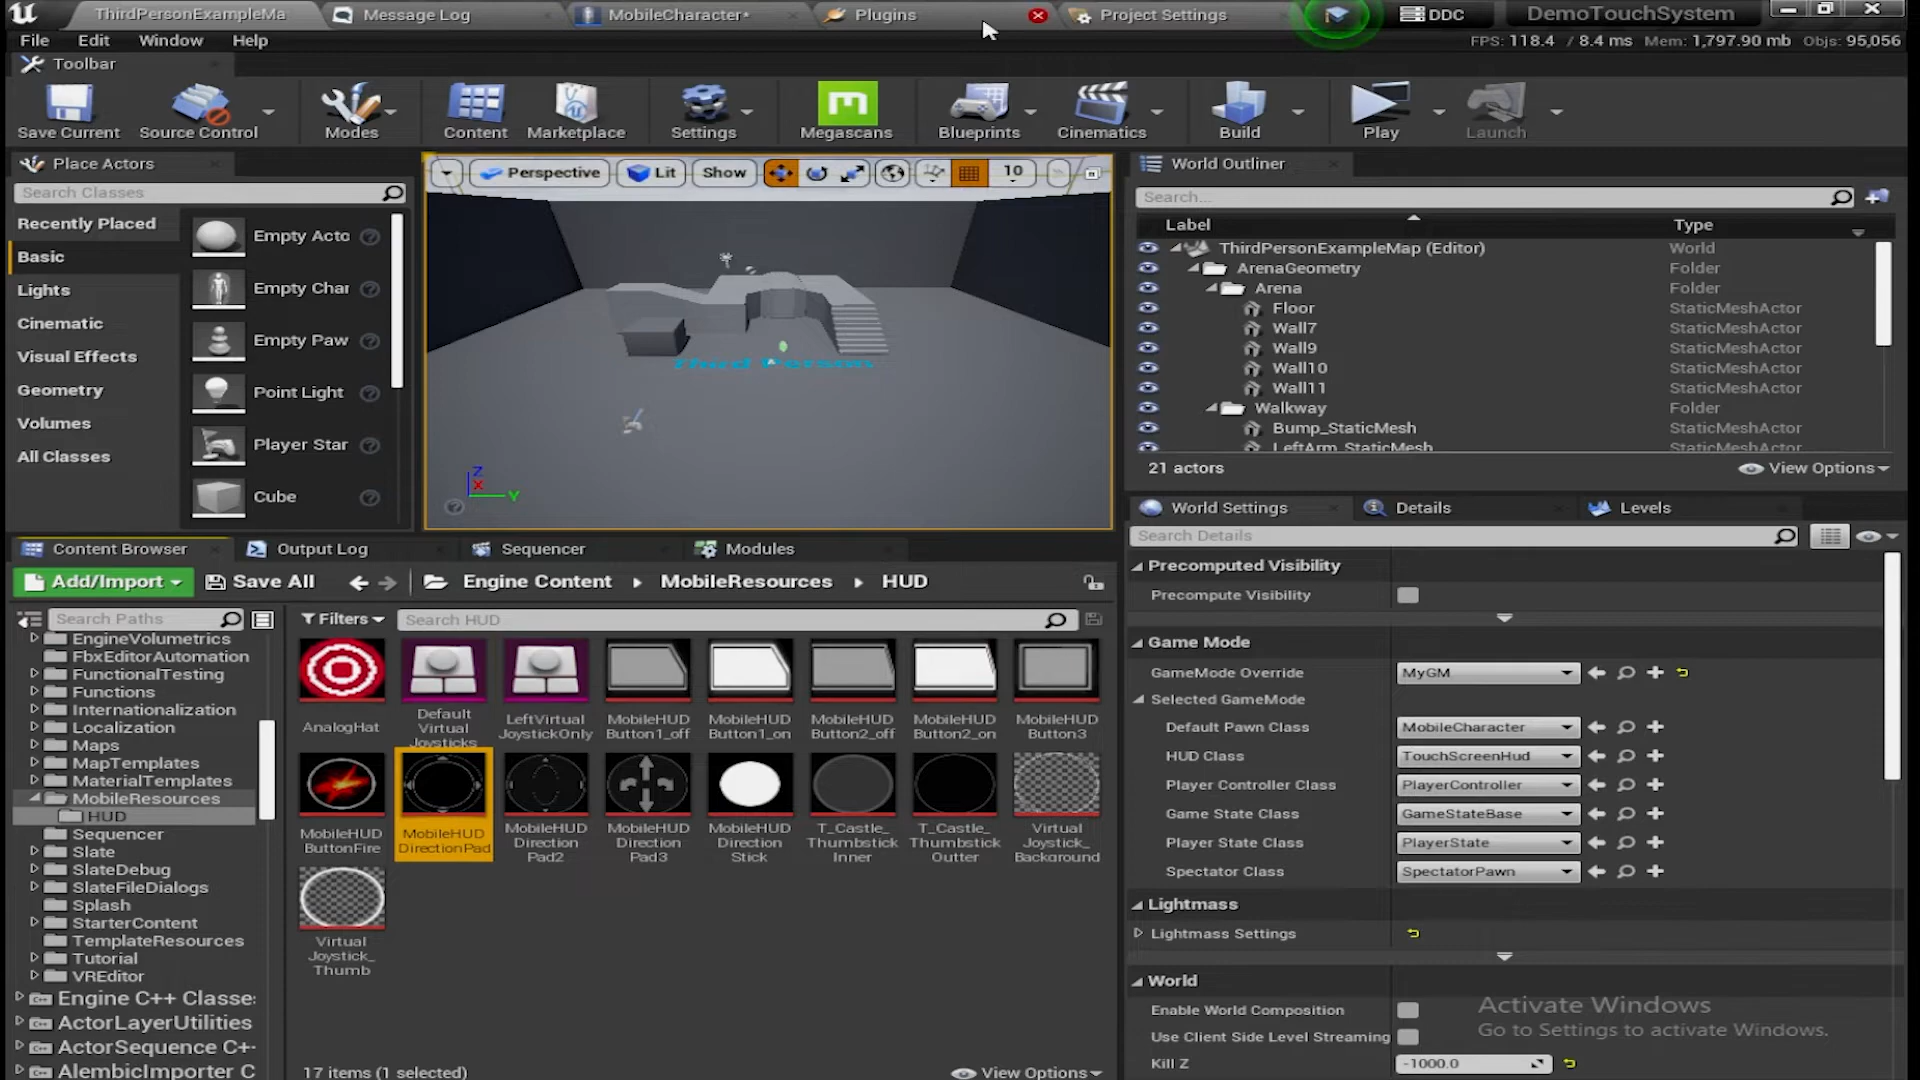 ThirdPersonExampleMa
Message Log
MobileCharacter*
Plugins
Project Settings
DDC
DemoTouchSystem
File
Edit
Window
Help
FPS: 118.4 / 8.4 ms Mem: 1,797.90 mb Objs: 95,056
Toolbar
Save Current
Source Control
Modes
Content
Marketplace
Settings
Megascans
Blueprints
Cinematics
Build
Play
Launch
Place Actors
Search Classes
Recently Placed
Basic
Lights
Cinematic
Visual Effects
Geometry
Volumes
All Classes
Empty Acto
Empty Char
Empty Paw
Point Light
Player Star
Cube
Perspective
Lit
Show
10
Third Person
Z
X
Y
World Outliner
Search...
Label
Type
ThirdPersonExampleMap (Editor) World
ArenaGeometry Folder
Arena Folder
Floor StaticMeshActor
Wall7 StaticMeshActor
Wall9 StaticMeshActor
Wall10 StaticMeshActor
Wall11 StaticMeshActor
Walkway Folder
Bump_StaticMesh StaticMeshActor
LeftArm_StaticMesh StaticMeshActor
21 actors
View Options
World Settings
Details
Levels
Search Details
Precomputed Visibility
Precompute Visibility
Game Mode
GameMode Override MyGM
Selected GameMode
Default Pawn Class MobileCharacter
HUD Class TouchScreenHud
Player Controller Class PlayerController
Game State Class GameStateBase
Player State Class PlayerState
Spectator Class SpectatorPawn
Lightmass
Lightmass Settings
World
Enable World Composition
Use Client Side Level Streaming
Kill Z -1000.0
Activate Windows
Go to Settings to activate Windows.
Content Browser
Output Log
Sequencer
Modules
Add/Import
Save All
Engine Content
MobileResources
HUD
Search Paths
Filters
Search HUD
EngineVolumetrics
FbxEditorAutomation
FunctionalTesting
Functions
Internationalization
Localization
Maps
MapTemplates
MaterialTemplates
MobileResources
HUD
Sequencer
Slate
SlateDebug
SlateFileDialogs
Splash
StarterContent
TemplateResources
Tutorial
VREditor
Engine C++ Classes
ActorLayerUtilities
ActorSequence C+
AlembicImporter C
AnalogHat
Default
Virtual
Joysticks
LeftVirtual
JoystickOnly
MobileHUD
Button1_off
MobileHUD
Button1_on
MobileHUD
Button2_off
MobileHUD
Button2_on
MobileHUD
Button3
MobileHUD
ButtonFire
MobileHUD
DirectionPad
MobileHUD
Direction
Pad2
MobileHUD
Direction
Pad3
MobileHUD
Direction
Stick
T_Castle_
Thumbstick
Inner
T_Castle_
Thumbstick
Outter
Virtual
Joystick_
Background
Virtual
Joystick_
Thumb
17 items (1 selected)
View Options